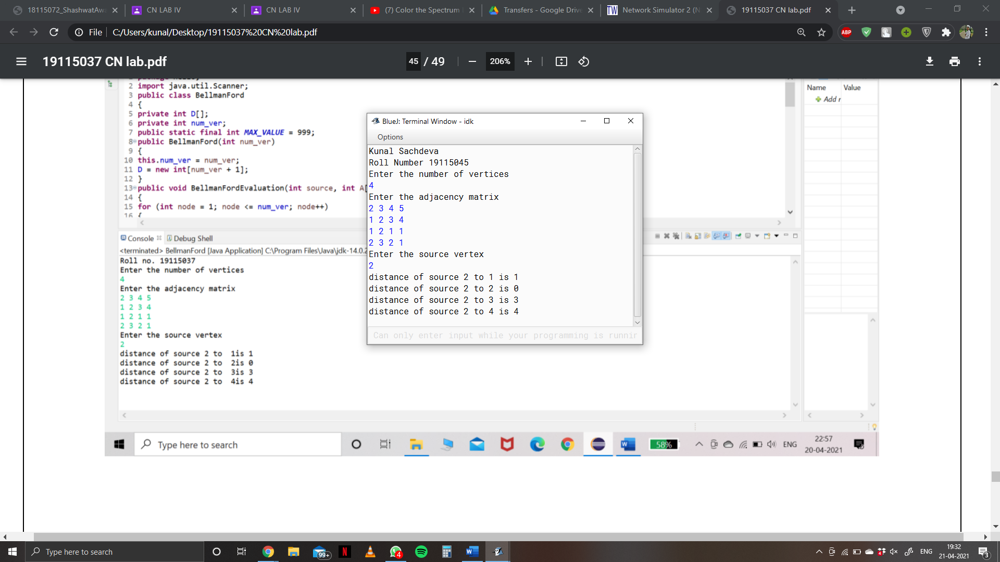 18115072_ShashwatAwa
CN LAB IV
CN LAB IV
(7) Color the Spectrum
Transfers - Google Drive
Network Simulator 2 (N
19115037 CN lab.pdf
File
C:/Users/kunal/Desktop/19115037%20CN%20lab.pdf
ABP
19115037 CN lab.pdf
45 / 49
206%
2 import java.util.Scanner;
3 public class BellmanFord
4 {
5 private int D[];
6 private int num_ver;
7 public static final int MAX_VALUE = 999;
8 public BellmanFord(int num_ver)
9 {
10 this.num_ver = num_ver;
11 D = new int[num_ver + 1];
12 }
13 public void BellmanFordEvaluation(int source, int A[
14 {
15 for (int node = 1; node <= num_ver; node++)
16 {
Name Value
Add r
Console Debug Shell
<terminated> BellmanFord [Java Application] C:\Program Files\Java\jdk-14.0.2
Roll no. 19115037
Enter the number of vertices
4
Enter the adjacency matrix
2 3 4 5
1 2 3 4
1 2 1 1
2 3 2 1
Enter the source vertex
2
distance of source 2 to  1is 1
distance of source 2 to  2is 0
distance of source 2 to  3is 3
distance of source 2 to  4is 4
BlueJ: Terminal Window - idk
Options
Kunal Sachdeva
Roll Number 19115045
Enter the number of vertices
4
Enter the adjacency matrix
2 3 4 5
1 2 3 4
1 2 1 1
2 3 2 1
Enter the source vertex
2
distance of source 2 to 1 is 1
distance of source 2 to 2 is 0
distance of source 2 to 3 is 3
distance of source 2 to 4 is 4
Can only enter input while your programming is runnir
Type here to search
58%
ENG
22:57
20-04-2021
Type here to search
99+
4
ENG
19:32
21-04-2021
3